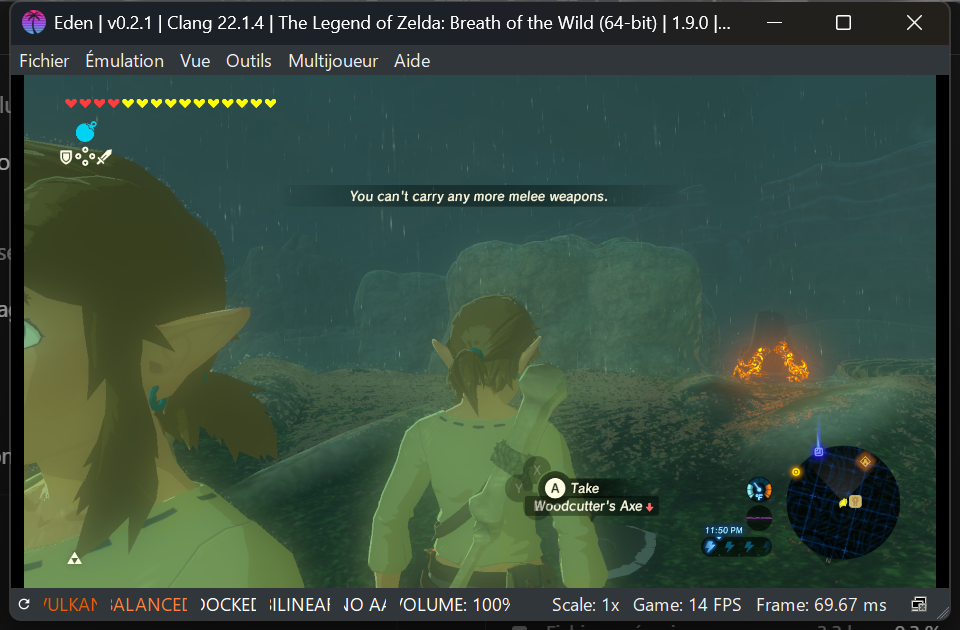 Eden | v0.2.1 | Clang 22.1.4 | The Legend of Zelda: Breath of the Wild (64-bit) | 1.9.0 |...
Fichier Émulation Vue Outils Multijoueur Aide
You can't carry any more melee weapons.
X
Y
A Take
Woodcutter's Axe
°F
11:50 PM
N
VULKAN BALANCED DOCKED BILINEAR NO AA VOLUME: 100% Scale: 1x Game: 14 FPS Frame: 69.67 ms